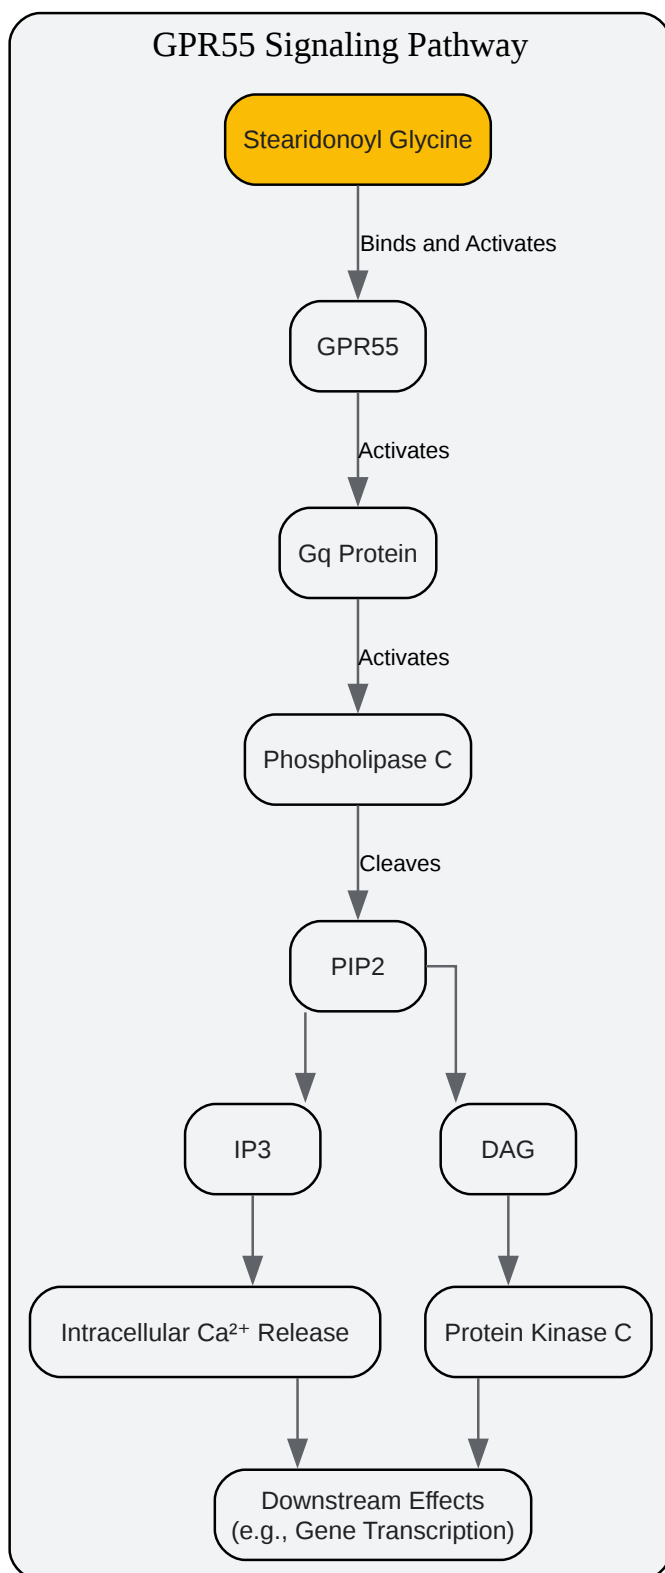 GPR55 Signaling Pathway
Stearidonoyl Glycine
Binds and Activates
GPR55
Activates
Gq Protein
Activates
Phospholipase C
Cleaves
PIP2
IP3
DAG
Intracellular Ca²⁺ Release
Protein Kinase C
Downstream Effects
(e.g., Gene Transcription)